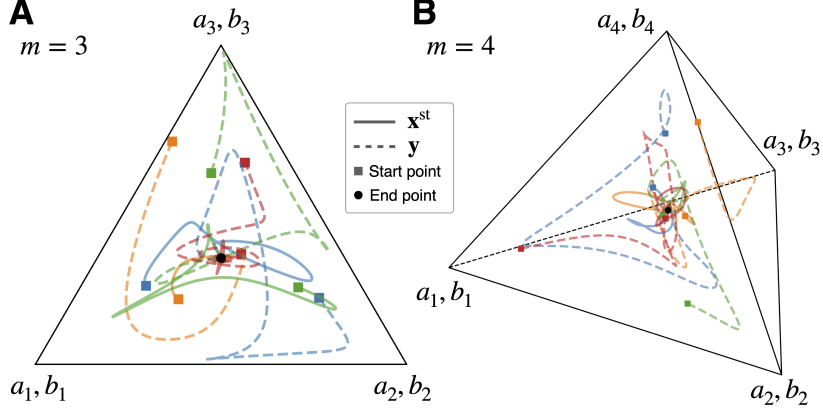 A
a₃, b₃
m = 3
a₁, b₁
a₂, b₂
xˢᵗ
y
Start point
End point
B
a₄, b₄
m = 4
a₃, b₃
a₁, b₁
a₂, b₂